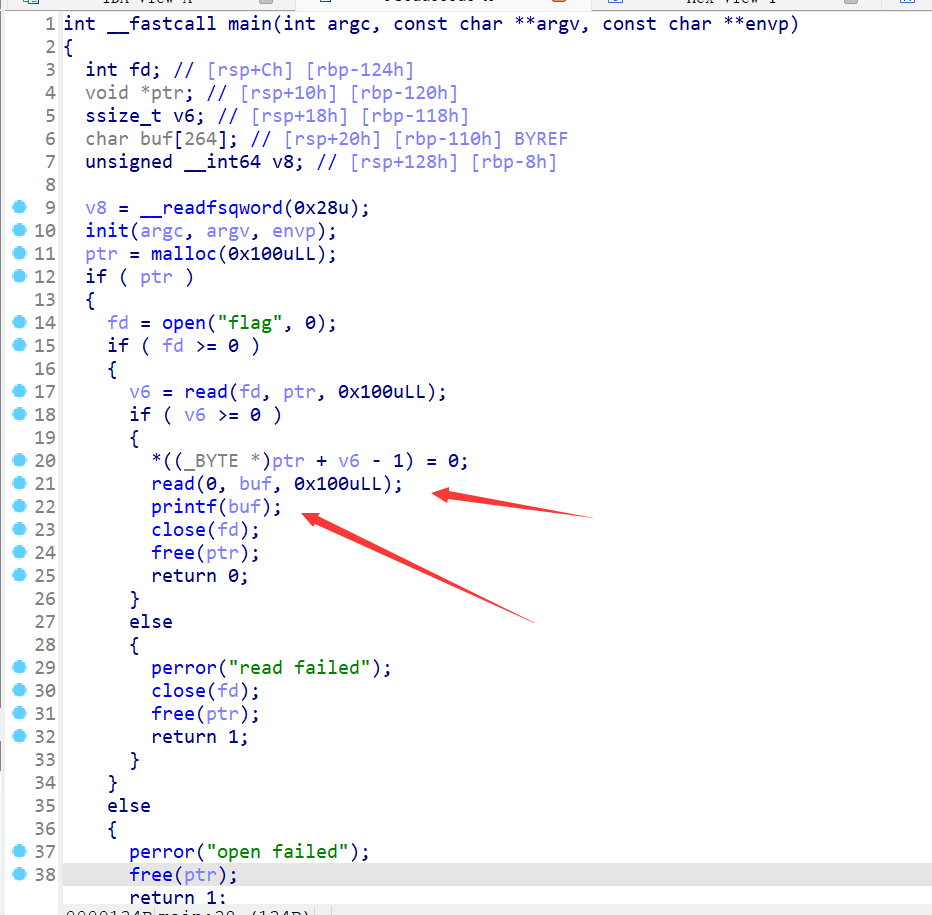 1 int __fastcall main(int argc, const char **argv, const char **envp)
2 {
3   int fd; // [rsp+Ch] [rbp-124h]
4   void *ptr; // [rsp+10h] [rbp-120h]
5   ssize_t v6; // [rsp+18h] [rbp-118h]
6   char buf[264]; // [rsp+20h] [rbp-110h] BYREF
7   unsigned __int64 v8; // [rsp+128h] [rbp-8h]
8
9   v8 = __readfsqword(0x28u);
10   init(argc, argv, envp);
11   ptr = malloc(0x100uLL);
12   if ( ptr )
13   {
14     fd = open("flag", 0);
15     if ( fd >= 0 )
16     {
17       v6 = read(fd, ptr, 0x100uLL);
18       if ( v6 >= 0 )
19       {
20         *((_BYTE *)ptr + v6 - 1) = 0;
21         read(0, buf, 0x100uLL);
22         printf(buf);
23         close(fd);
24         free(ptr);
25         return 0;
26       }
27       else
28       {
29         perror("read failed");
30         close(fd);
31         free(ptr);
32         return 1;
33       }
34     }
35     else
36     {
37       perror("open failed");
38       free(ptr);
return 1;